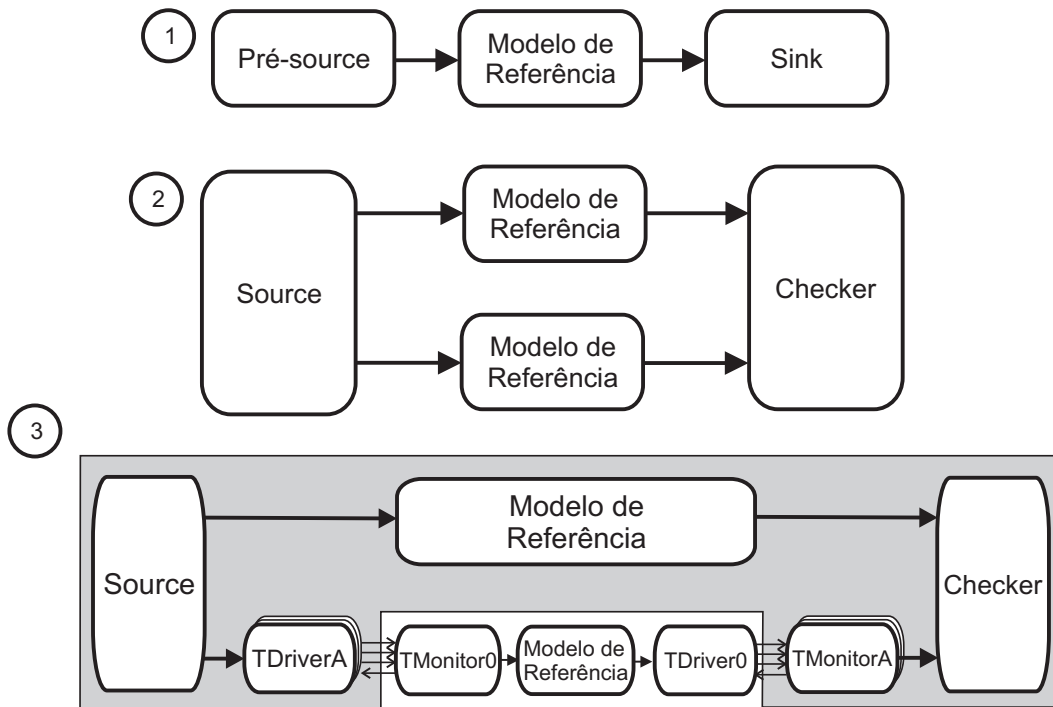 1
Pré-source
Modelo de
Referência
Sink
2
Source
Modelo de
Referência
Modelo de
Referência
Checker
3
Source
Modelo de
Referência
Checker
TDriverA
TMonitor0
Modelo de
Referência
TDriver0
TMonitorA